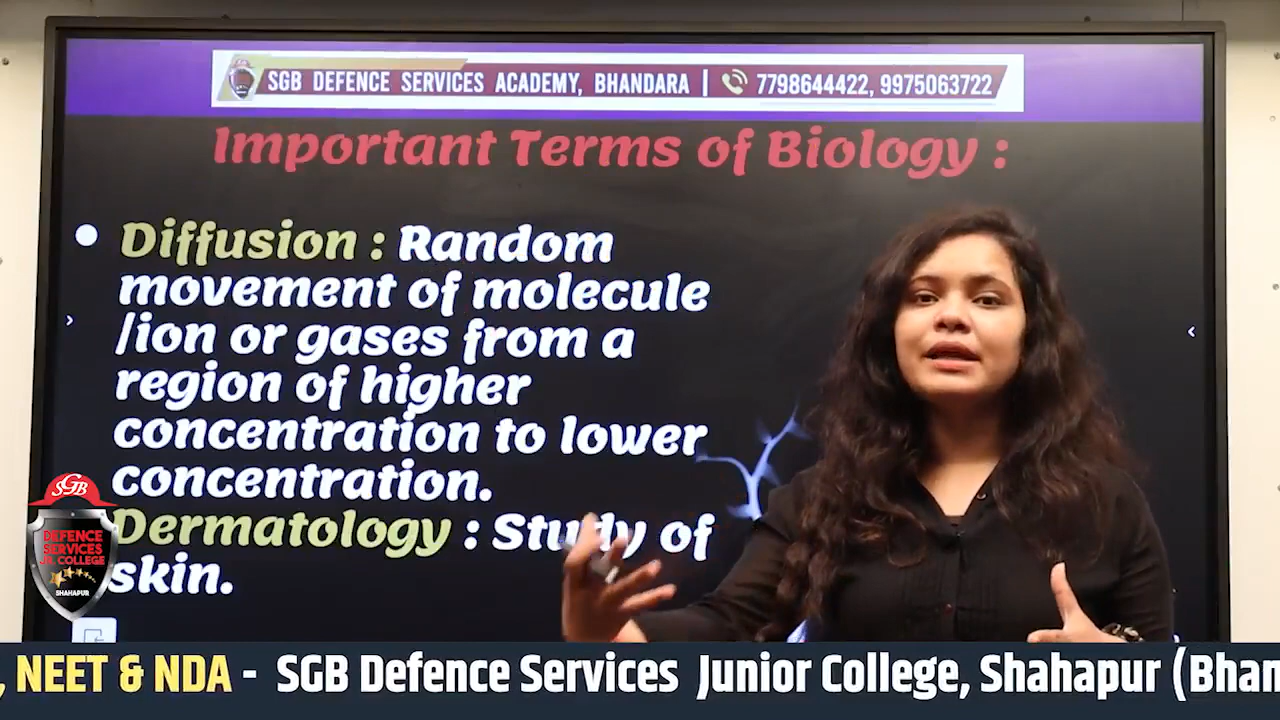 SGB DEFENCE SERVICES ACADEMY, BHANDARA | 7798644422, 9975063722
Important Terms of Biology :
Diffusion : Random
movement of molecule
/ion or gases from a
region of higher
concentration to lower
concentration.
Dermatology : Study of
skin.
SGB
DEFENCE
SERVICES
JR. COLLEGE
SHAHAPUR
, NEET & NDA - SGB Defence Services Junior College, Shahapur (Bhan